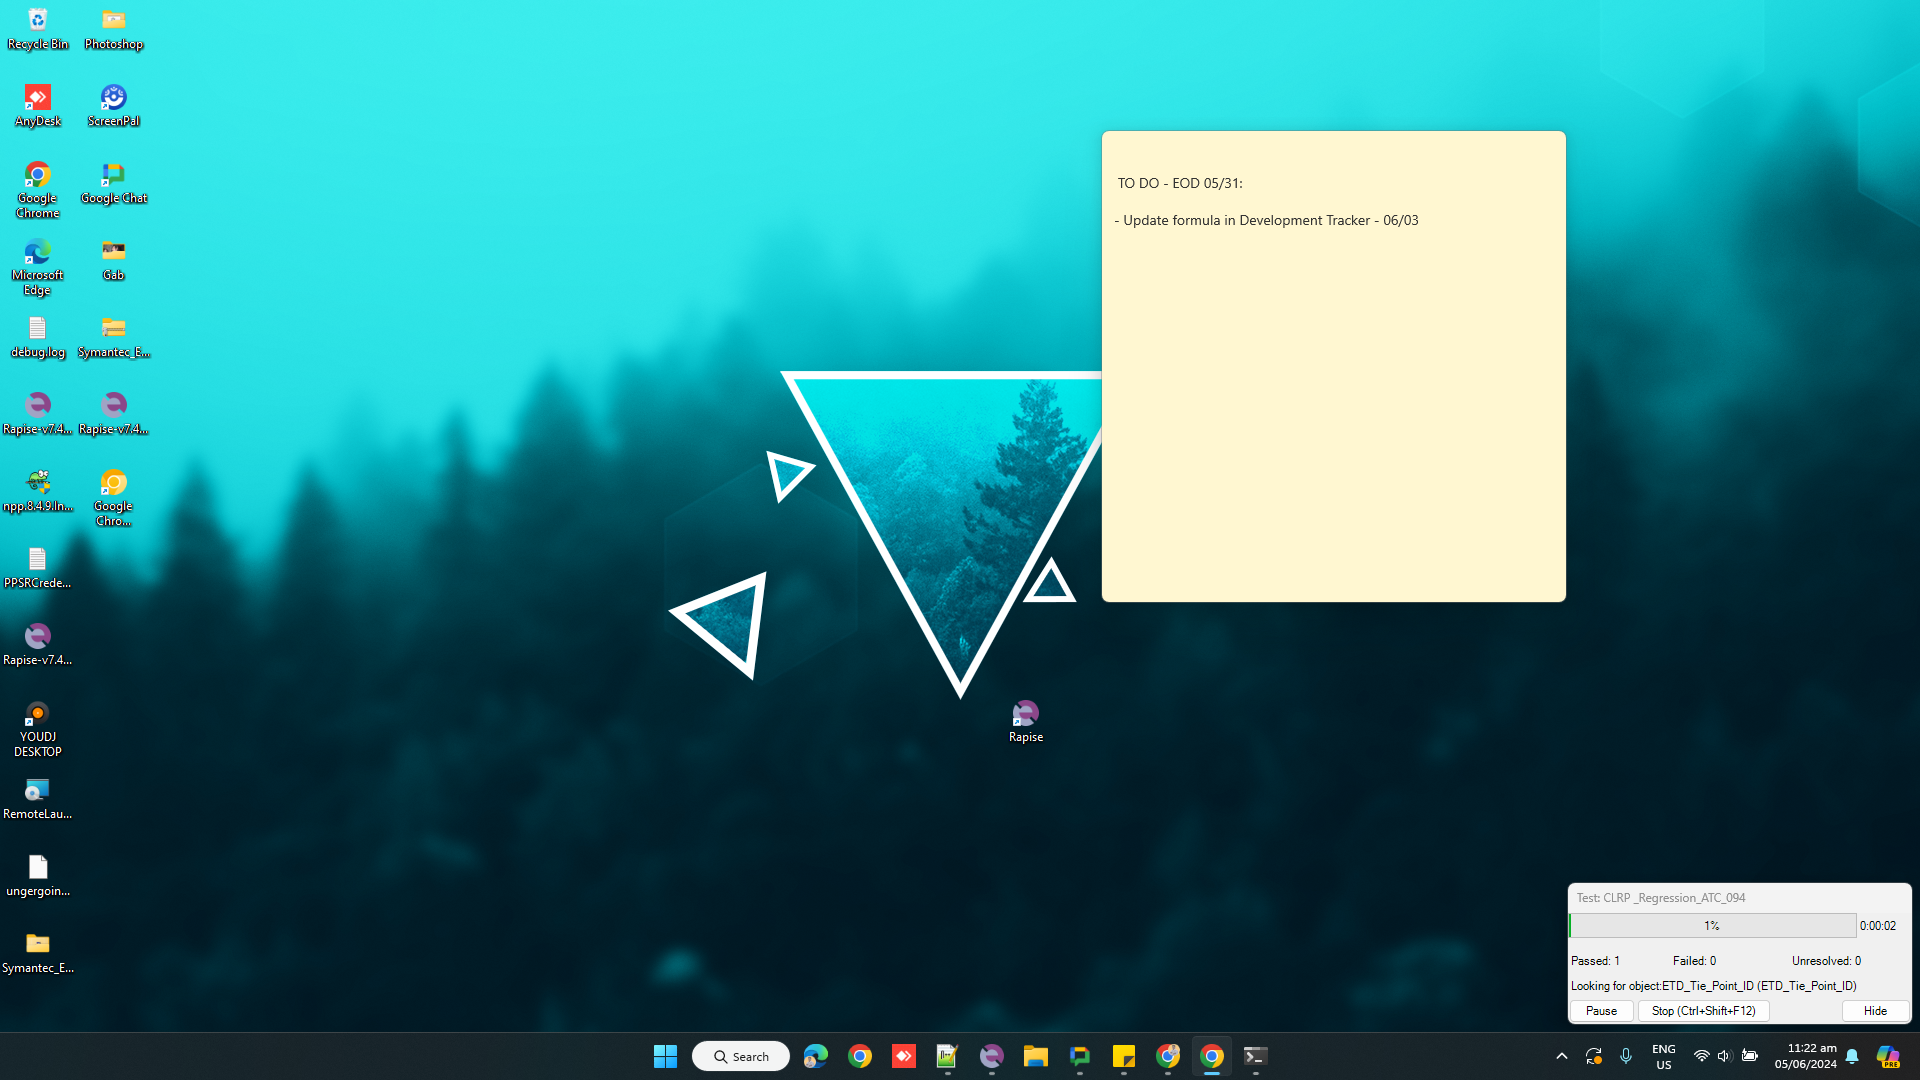 Recycle Bin
Photoshop
AnyDesk
ScreenPal
Google
Chrome
Google Chat
Microsoft
Edge
Gab
debug.log
Symantec_E...
Rapise-v7.4...
Rapise-v7.4...
npp.8.4.9.In...
Google
Chro...
PPSRCrede...
Rapise-v7.4...
YOUDJ
DESKTOP
RemoteLau...
ungergoin...
Symantec_E...
TO DO - EOD 05/31:
- Update formula in Development Tracker - 06/03
Rapise
Test: CLRP _Regression_ATC_094
1%
0:00:02
Passed: 1
Failed: 0
Unresolved: 0
Looking for object:ETD_Tie_Point_ID (ETD_Tie_Point_ID)
Pause
Stop (Ctrl+Shift+F12)
Hide
Search
ENG
US
11:22 am
05/06/2024
PRE